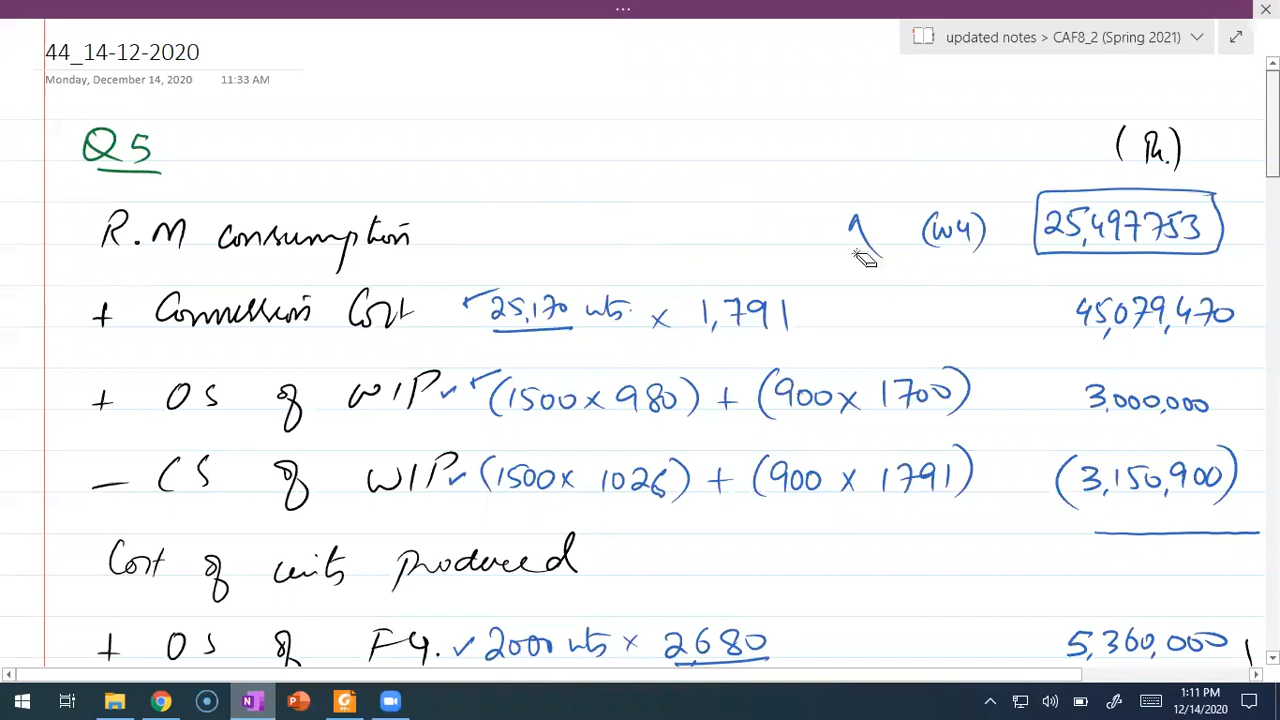 44_14-12-2020
updated notes > CAF8_2 (Spring 2021)
Monday, December 14, 2020 11:33 AM
Q5
(Rs.)
R.M consumption (W4) 25,497753
+ Conversion Cost 25,170 uts. x 1,791 45,079,470
+ OS of WIP (1500 x 980) + (900 x 1700) 3,000,000
- CS of WIP (1500 x 1026) + (900 x 1791) (3,150,900)
Cost of units produced
+ OS of F.G. 2000 uts x 2680 5,360,000
1:11 PM
12/14/2020